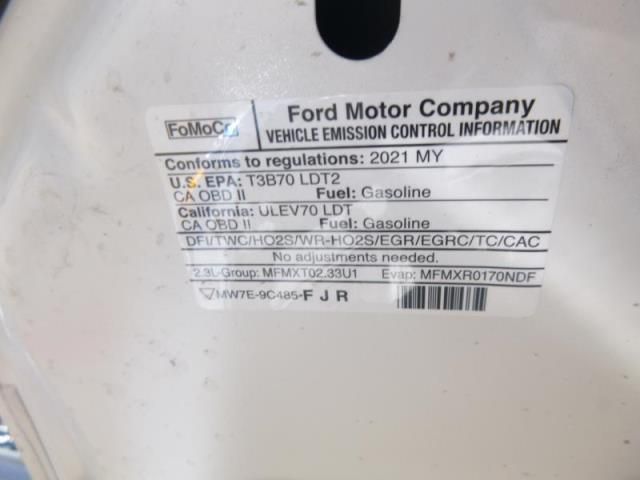 FoMoCo
Ford Motor Company
VEHICLE EMISSION CONTROL INFORMATION
Conforms to regulations: 2021 MY
U.S. EPA: T3B70 LDT2
CA OBD II Fuel: Gasoline
California: ULEV70 LDT
CA OBD II Fuel: Gasoline
DFI/TWC/HO2S/WR-HO2S/EGR/EGRC/TC/CAC
No adjustments needed.
2.3L-Group: MFMXT02.33U1 Evap: MFMXR0170NDF
MW7E-9C485-F J R